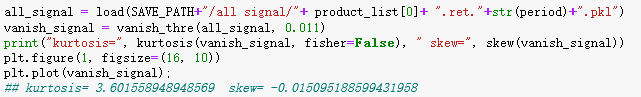 all_signal = load(SAVE_PATH+"/all signal/"+ product_list[0]+ ".ret."+str(period)+".pkl")
vanish_signal = vanish_thre(all_signal, 0.011)
print("kurtosis=", kurtosis(vanish_signal, fisher=False), " skew=", skew(vanish_signal))
plt.figure(1, figsize=(16, 10))
plt.plot(vanish_signal);
## kurtosis= 3.601558948948569  skew= -0.015095188599431958